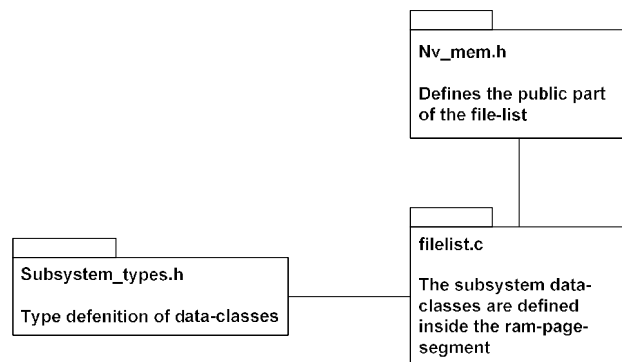 Nv_mem.h
Defines the public part
of the file-list
filelist.c
The subsystem data-
classes are defined
inside the ram-page-
segment
Subsystem_types.h
Type defenition of data-classes